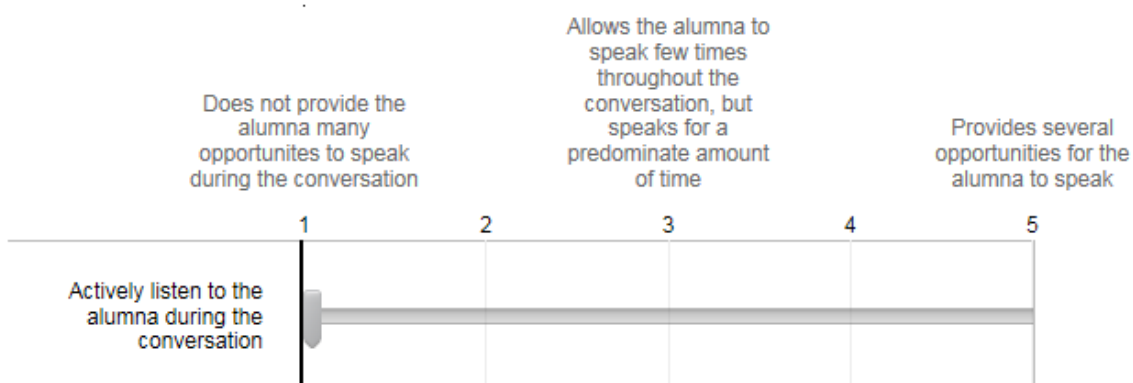 Does not provide the
alumna many
opportunites to speak
during the conversation
Allows the alumna to
speak few times
throughout the
conversation, but
speaks for a
predominate amount
of time
Provides several
opportunities for the
alumna to speak
1 2 3 4 5
Actively listen to the
alumna during the
conversation